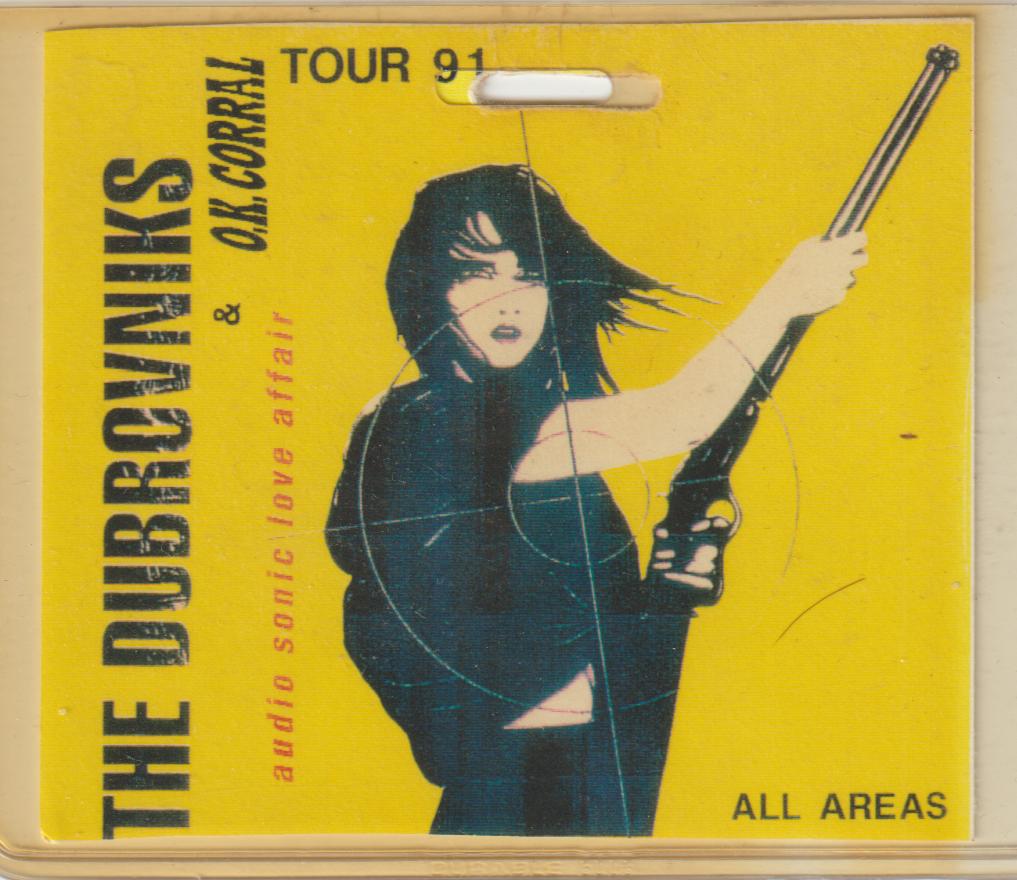 TOUR 91
THE DUBROVNIKS
& O.K. CORRAL
audio sonic love affair
ALL AREAS